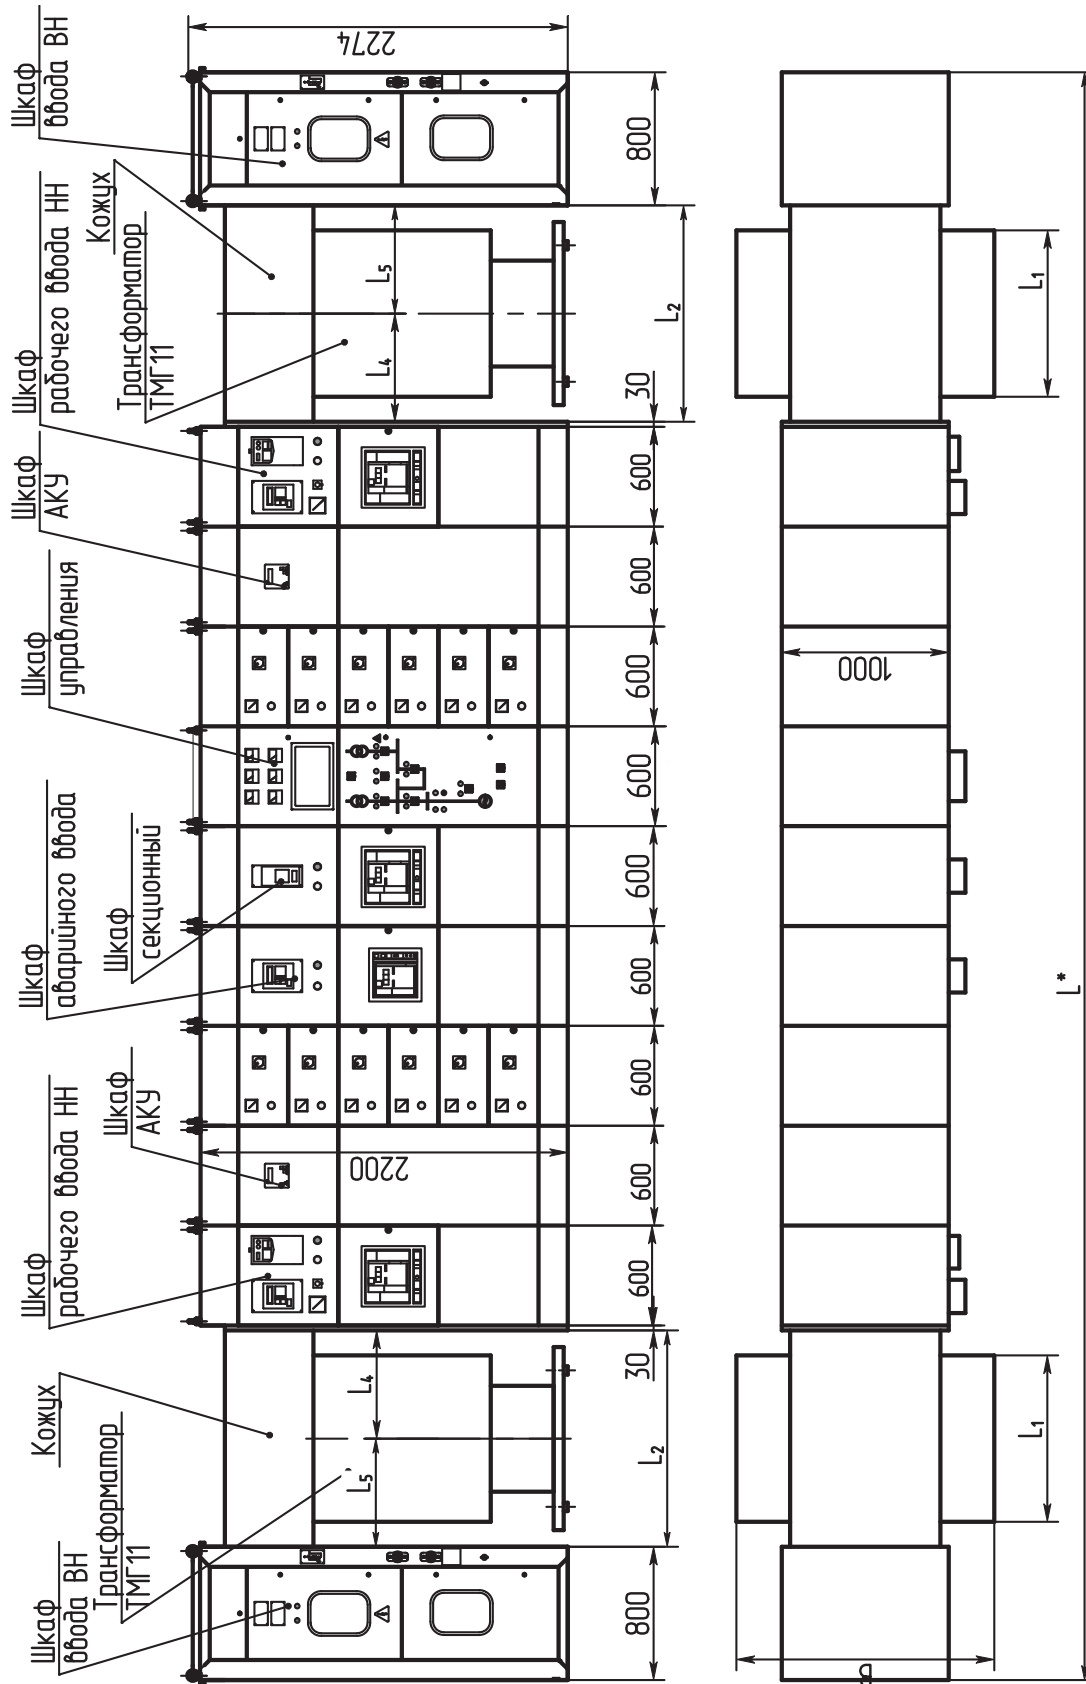 Шкаф
ввода ВН
Трансформатор
ТМГ11
Кожух
Шкаф
рабочего ввода НН
Шкаф
АКУ
Шкаф
аварийного ввода
Шкаф
секционный
Шкаф
управления
Шкаф
АКУ
Шкаф
рабочего ввода НН
Трансформатор
ТМГ11
Кожух
Шкаф
ввода ВН
2200
2274
L5
L4
L4
L5
800
L2
30
600
600
600
600
600
600
600
600
600
30
L2
800
1000
L1
L1
L*